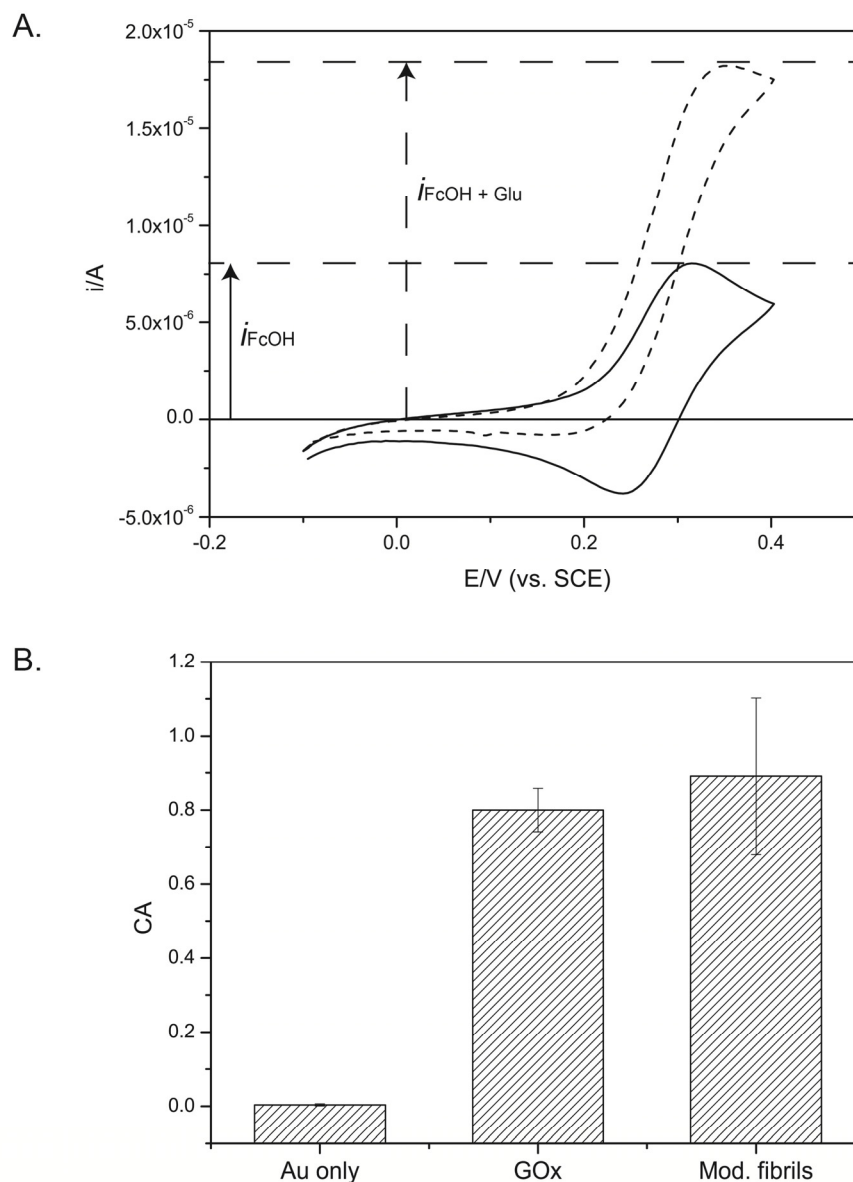 A.
2.0x10⁻⁵
1.5x10⁻⁵
1.0x10⁻⁵
5.0x10⁻⁶
0.0
-5.0x10⁻⁶
i/A
iFcOH + Glu
iFcOH
-0.2 0.0 0.2 0.4
E/V (vs. SCE)
B.
1.2
1.0
0.8
0.6
0.4
0.2
0.0
CA
Au only GOx Mod. fibrils